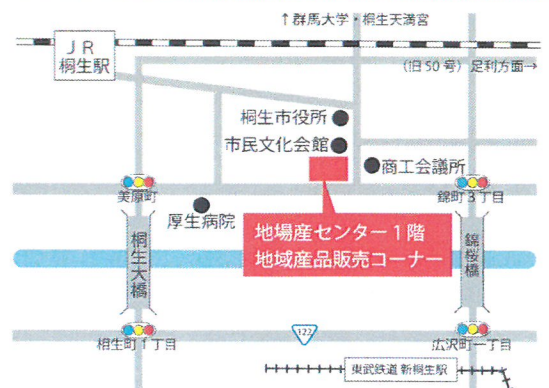 ↑群馬大学・桐生天満宮
ＪＲ
桐生駅
（旧50号）足利方面→
桐生市役所
市民文化会館
商工会議所
美原町
錦町３丁目
厚生病院
地場産センター１階
地域産品販売コーナー
桐生大橋
錦桜橋
相生町１丁目
322
広沢町一丁目
東武鉄道 新桐生駅